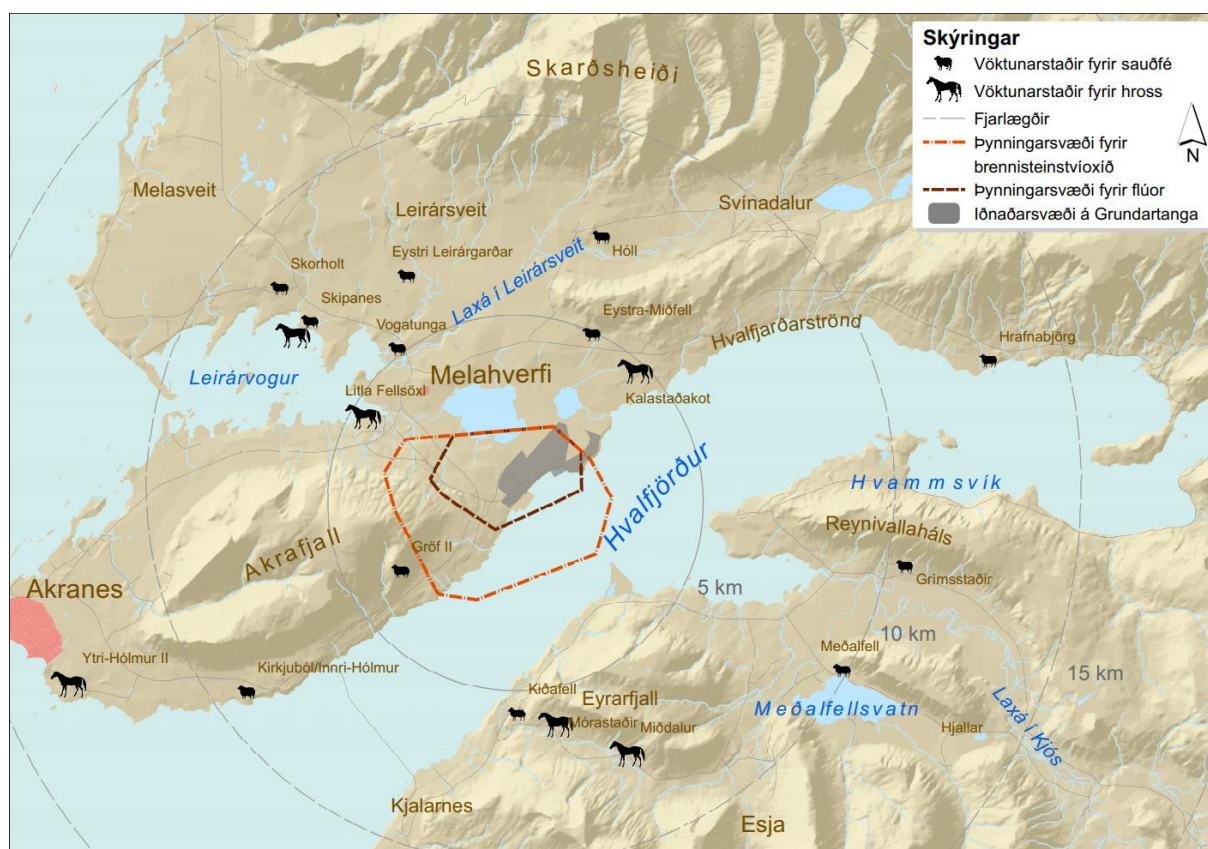 Skarðsheiði
Skýringar
Vöktunarstaðir fyrir sauðfé
Vöktunarstaðir fyrir hross
Fjarlægðir
Þynningarsvæði fyrir
brennisteinstvíoxíð
Þynningarsvæði fyrir flúor
Iðnaðarsvæði á Grundartanga
N
Melasveit
Leirársveit
Svínadalur
Eystri Leirárgarðar
Hóll
Skorholt
Laxá í Leirársveit
Skipanes
Vogatunga
Eystra-Miðfell
Hvalfjarðarströnd
Hrafnabjörg
Leirárvogur
Melahverfi
Litla Fellsöxl
Kalastaðakot
Hvalfjörður
Hvammsvík
Reynivallaháls
Akrafjall
Gröf II
Grímsstaðir
Akranes
5 km
10 km
15 km
Ytri-Hólmur II
Kirkjuból/Innri-Hólmur
Meðalfell
Kiðafell
Eyrarfjall
Meðalfellsvatn
Mórastaðir
Miðdalur
Hjallar
Laxá í Kjós
Kjalarnes
Esja